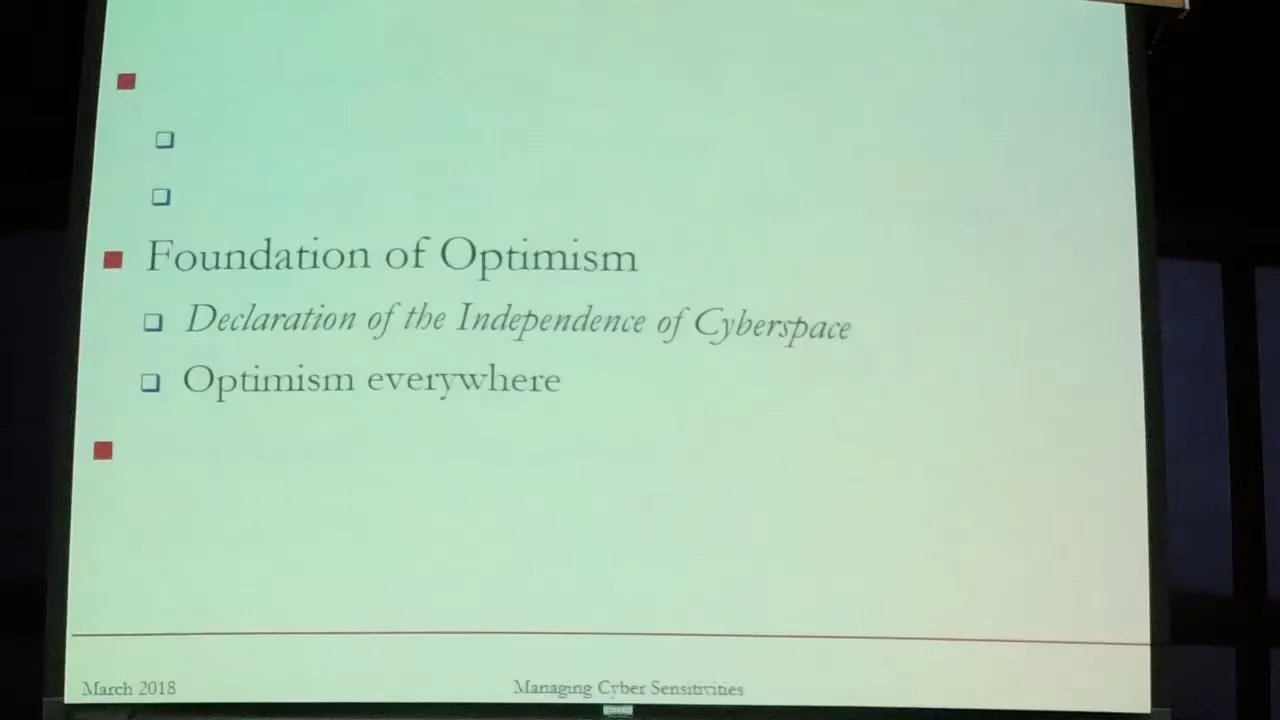 Foundation of Optimism
Declaration of the Independence of Cyberspace
Optimism everywhere
March 2018
Managing Cyber Sensitivities